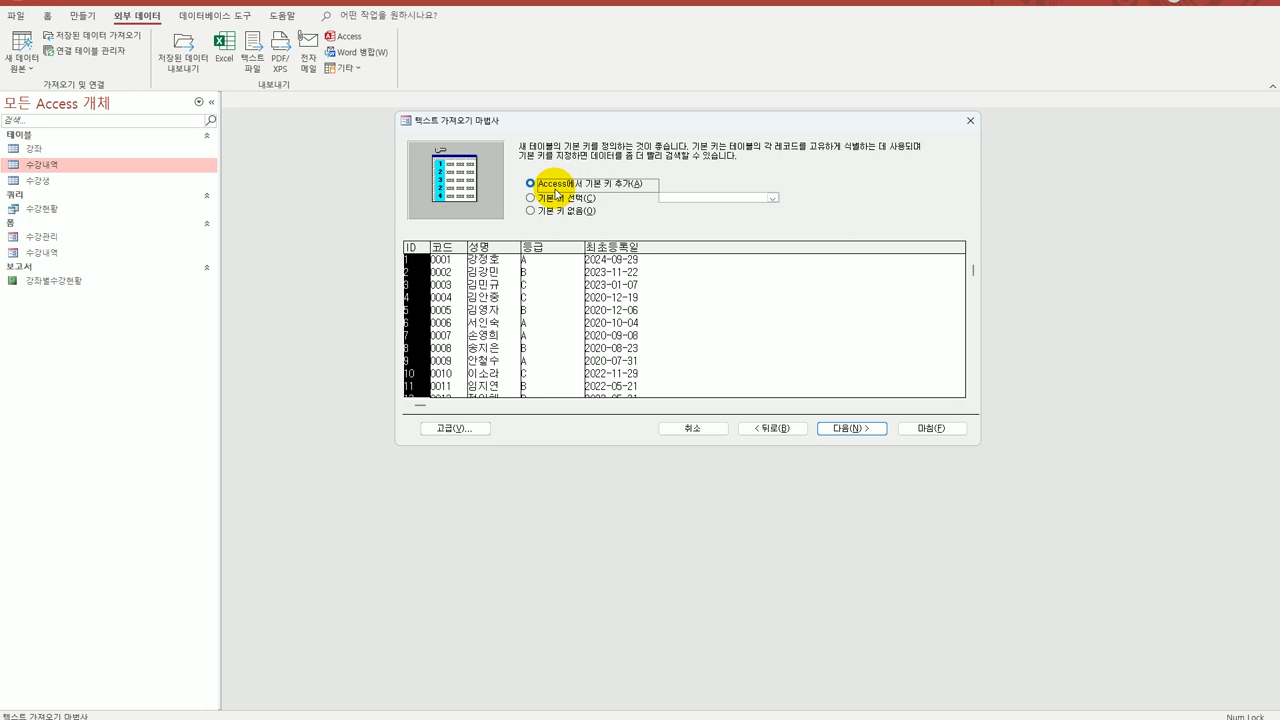 파일 홈 만들기 외부 데이터 데이터베이스 도구 도움말 어떤 작업을 원하시나요?
새 데이터 원본
저장된 데이터 가져오기
연결 테이블 관리자
가져오기 및 연결
저장된 데이터 내보내기
Excel
텍스트 파일
PDF/XPS
전자 메일
Access
Word 병합(W)
기타
내보내기
모든 Access 개체
검색...
테이블
강좌
수강내역
수강생
쿼리
수강현황
폼
수강관리
수강내역
보고서
강좌별수강현황
텍스트 가져오기 마법사
새 테이블의 기본 키를 정의하는 것이 좋습니다. 기본 키는 테이블의 각 레코드를 고유하게 식별하는 데 사용되며
기본 키를 지정하면 데이터를 좀 더 빨리 검색할 수 있습니다.
Access에서 기본 키 추가(A)
기본 키 선택(C)
기본 키 없음(O)
ID 코드 성명 등급 최초등록일
1 0001 강정호 A 2024-09-29
2 0002 김강민 B 2023-11-22
3 0003 김민규 C 2023-01-07
4 0004 김안중 C 2020-12-19
5 0005 김영자 B 2020-12-06
6 0006 서인숙 A 2020-10-04
7 0007 손영희 A 2020-09-08
8 0008 송지은 B 2020-08-23
9 0009 안철수 A 2020-07-31
10 0010 이소라 C 2022-11-29
11 0011 임지연 B 2022-05-21
고급(V)... 취소 < 뒤로(B) 다음(N) > 마침(F)
텍스트 가져오기 마법사
Num Lock